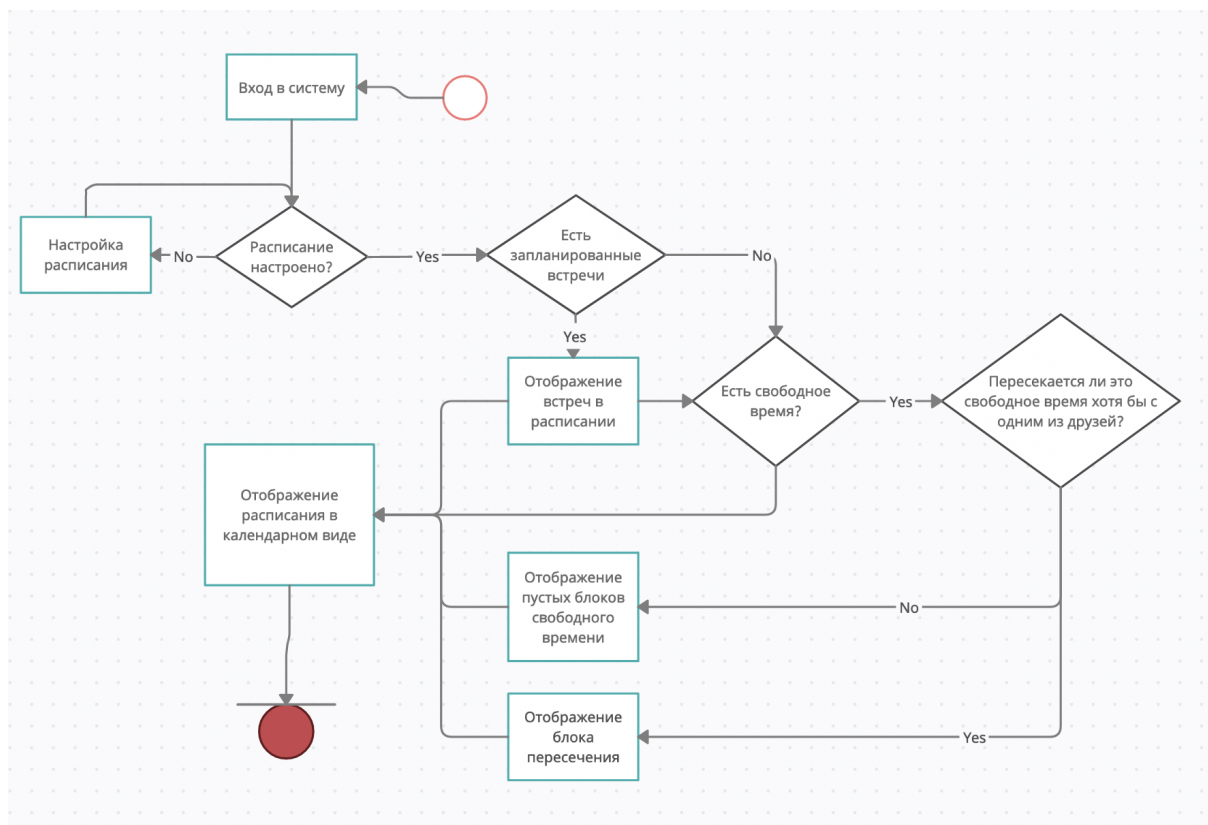 Вход в систему
Настройка
расписания
No
Расписание
настроено?
Yes
Есть
запланированные
встречи
No
Yes
Отображение
встреч в
расписании
Есть свободное
время?
Yes
Пересекается ли это
свободное время хотя бы с
одним из друзей?
Отображение
расписания в
календарном виде
Отображение
пустых блоков
свободного
времени
No
Отображение
блока
пересечения
Yes